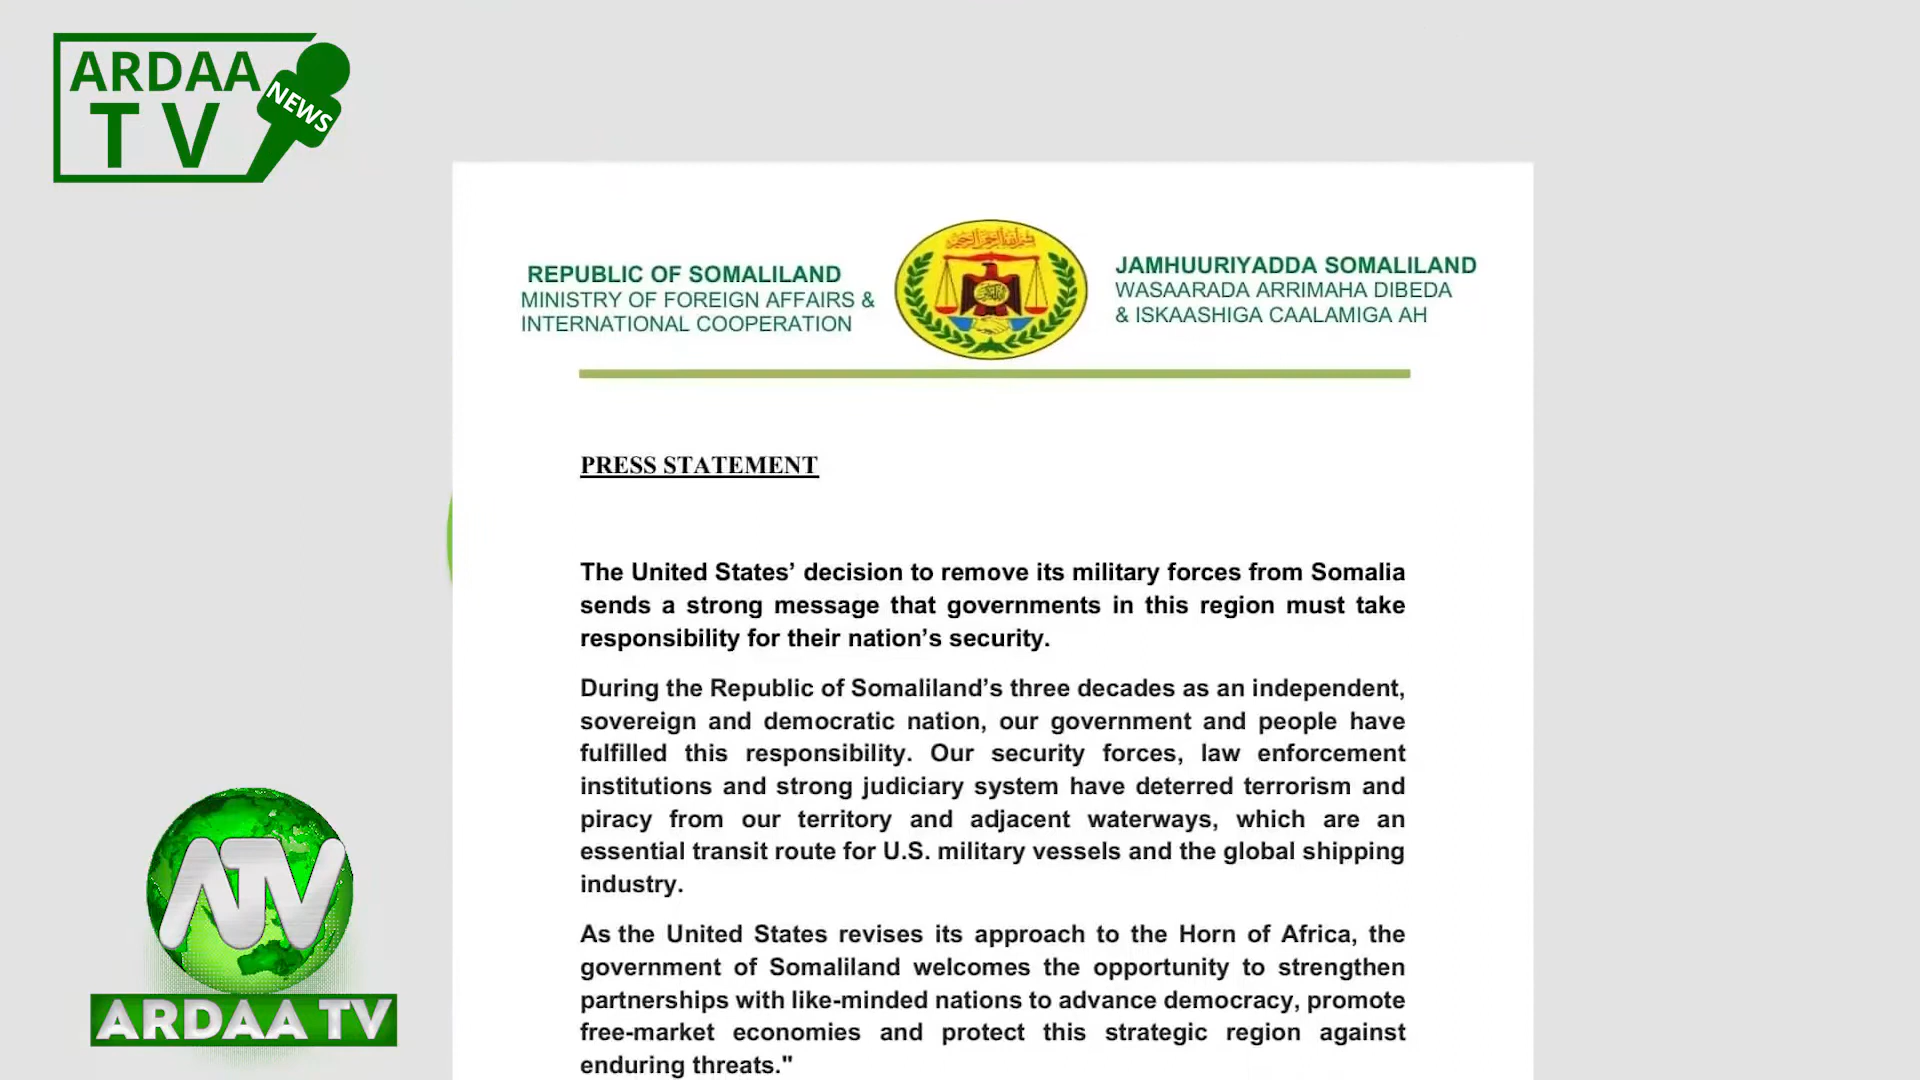 ARDAA
TV
NEWS
REPUBLIC OF SOMALILAND
MINISTRY OF FOREIGN AFFAIRS &
INTERNATIONAL COOPERATION
JAMHUURIYADDA SOMALILAND
WASAARADA ARRIMAHA DIBEDA
& ISKAASHIGA CAALAMIGA AH
PRESS STATEMENT
The United States’ decision to remove its military forces from Somalia
sends a strong message that governments in this region must take
responsibility for their nation’s security.
During the Republic of Somaliland’s three decades as an independent,
sovereign and democratic nation, our government and people have
fulfilled this responsibility. Our security forces, law enforcement
institutions and strong judiciary system have deterred terrorism and
piracy from our territory and adjacent waterways, which are an
essential transit route for U.S. military vessels and the global shipping
industry.
As the United States revises its approach to the Horn of Africa, the
government of Somaliland welcomes the opportunity to strengthen
partnerships with like-minded nations to advance democracy, promote
free-market economies and protect this strategic region against
enduring threats."
ATV
ARDAA TV